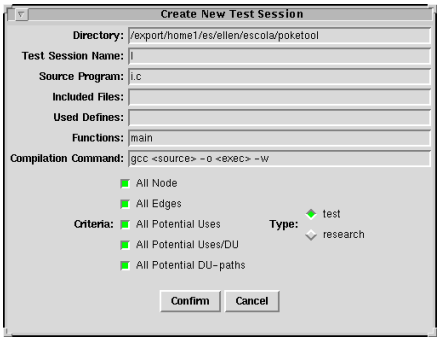 Create New Test Session
Directory: /export/home1/es/ellen/escola/poketool
Test Session Name: I
Source Program: i.c
Included Files:
Used Defines:
Functions: main
Compilation Command: gcc <source> -o <exec> -w
All Node
All Edges
Criteria: All Potential Uses Type: test
All Potential Uses/DU research
All Potential DU-paths
Confirm Cancel